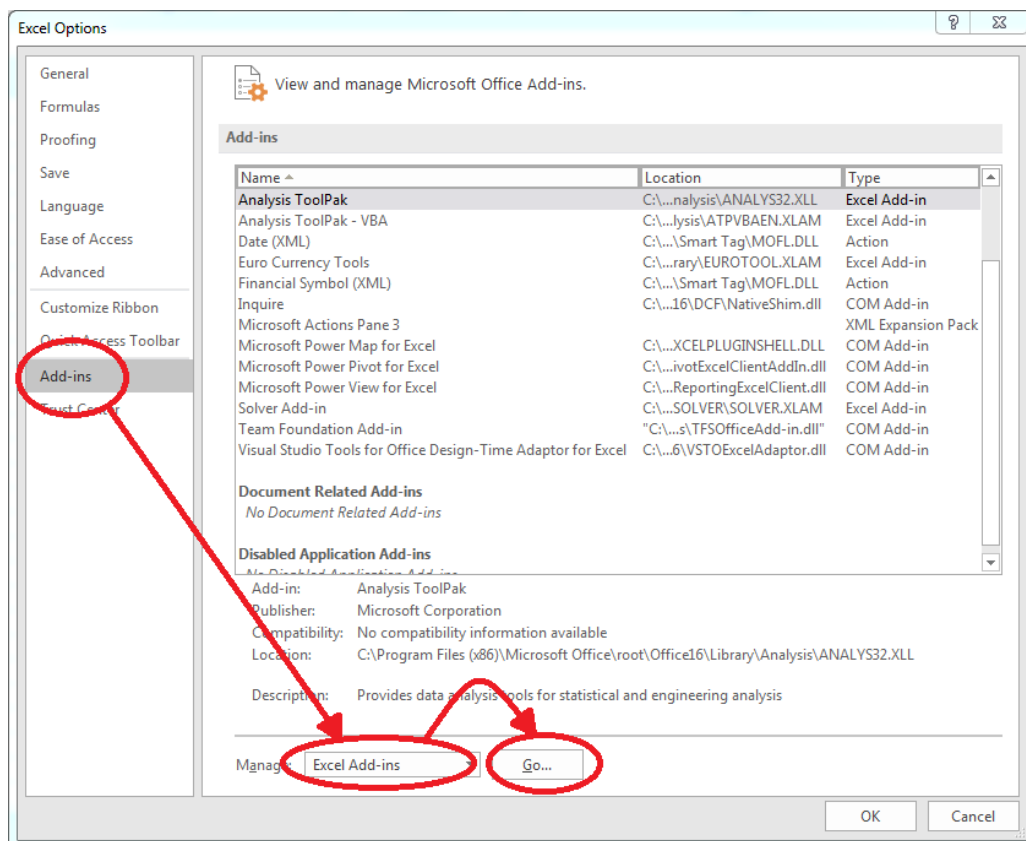 Excel Options
General
Formulas
Proofing
Save
Language
Ease of Access
Advanced
Customize Ribbon
Quick Access Toolbar
Add-ins
Trust Center
View and manage Microsoft Office Add-ins.
Add-ins
Name Location Type
Analysis ToolPak C:\...nalysis\ANALYS32.XLL Excel Add-in
Analysis ToolPak - VBA C:\...lysis\ATPVBAEN.XLAM Excel Add-in
Date (XML) C:\...\Smart Tag\MOFL.DLL Action
Euro Currency Tools C:\...rary\EUROTOOL.XLAM Excel Add-in
Financial Symbol (XML) C:\...\Smart Tag\MOFL.DLL Action
Inquire C:\...16\DCF\NativeShim.dll COM Add-in
Microsoft Actions Pane 3 XML Expansion Pack
Microsoft Power Map for Excel C:\...XCELPLUGINSHELL.DLL COM Add-in
Microsoft Power Pivot for Excel C:\...ivotExcelClientAddIn.dll COM Add-in
Microsoft Power View for Excel C:\...ReportingExcelClient.dll COM Add-in
Solver Add-in C:\...SOLVER\SOLVER.XLAM Excel Add-in
Team Foundation Add-in "C:\...s\TFSOfficeAdd-in.dll" COM Add-in
Visual Studio Tools for Office Design-Time Adaptor for Excel C:\...6\VSTOExcelAdaptor.dll COM Add-in
Document Related Add-ins
No Document Related Add-ins
Disabled Application Add-ins
No Disabled Application Add-ins
Add-in: Analysis ToolPak
Publisher: Microsoft Corporation
Compatibility: No compatibility information available
Location: C:\Program Files (x86)\Microsoft Office\root\Office16\Library\Analysis\ANALYS32.XLL
Description: Provides data analysis tools for statistical and engineering analysis
Manage: Excel Add-ins Go...
OK Cancel